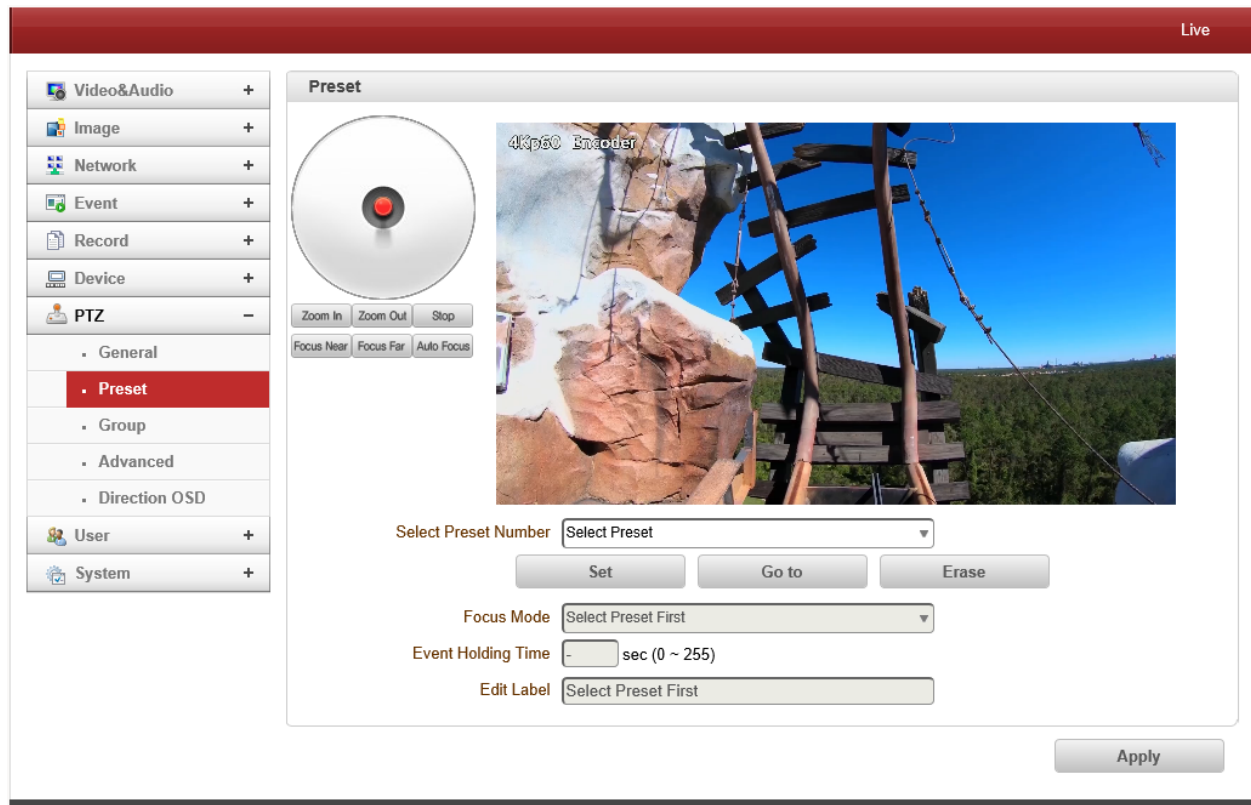 Live
Video&Audio +
Image +
Network +
Event +
Record +
Device +
PTZ –
General
Preset
Group
Advanced
Direction OSD
User +
System +
Preset
Zoom In Zoom Out Stop
Focus Near Focus Far Auto Focus
4Kp60 Encoder
Select Preset Number Select Preset
Set Go to Erase
Focus Mode Select Preset First
Event Holding Time - sec (0 ~ 255)
Edit Label Select Preset First
Apply